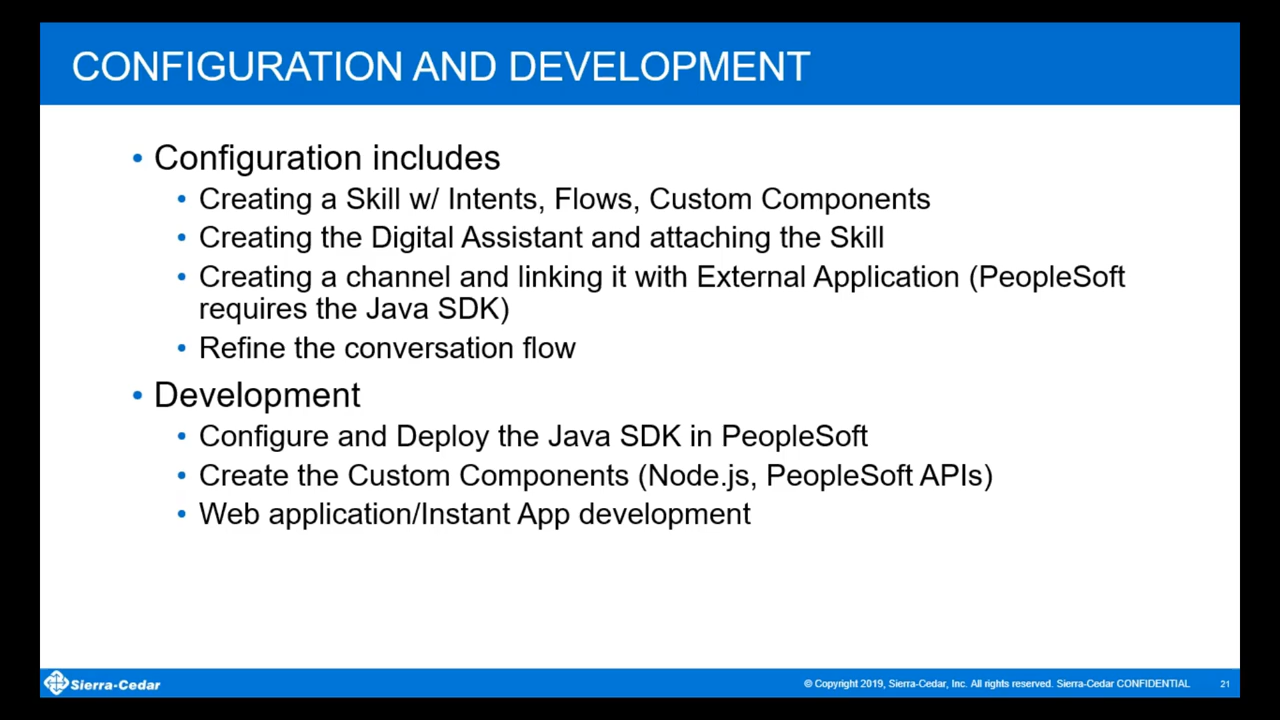 CONFIGURATION AND DEVELOPMENT
• Configuration includes
• Creating a Skill w/ Intents, Flows, Custom Components
• Creating the Digital Assistant and attaching the Skill
• Creating a channel and linking it with External Application (PeopleSoft
requires the Java SDK)
• Refine the conversation flow
• Development
• Configure and Deploy the Java SDK in PeopleSoft
• Create the Custom Components (Node.js, PeopleSoft APIs)
• Web application/Instant App development
Sierra-Cedar
© Copyright 2019, Sierra-Cedar, Inc. All rights reserved. Sierra-Cedar CONFIDENTIAL 21